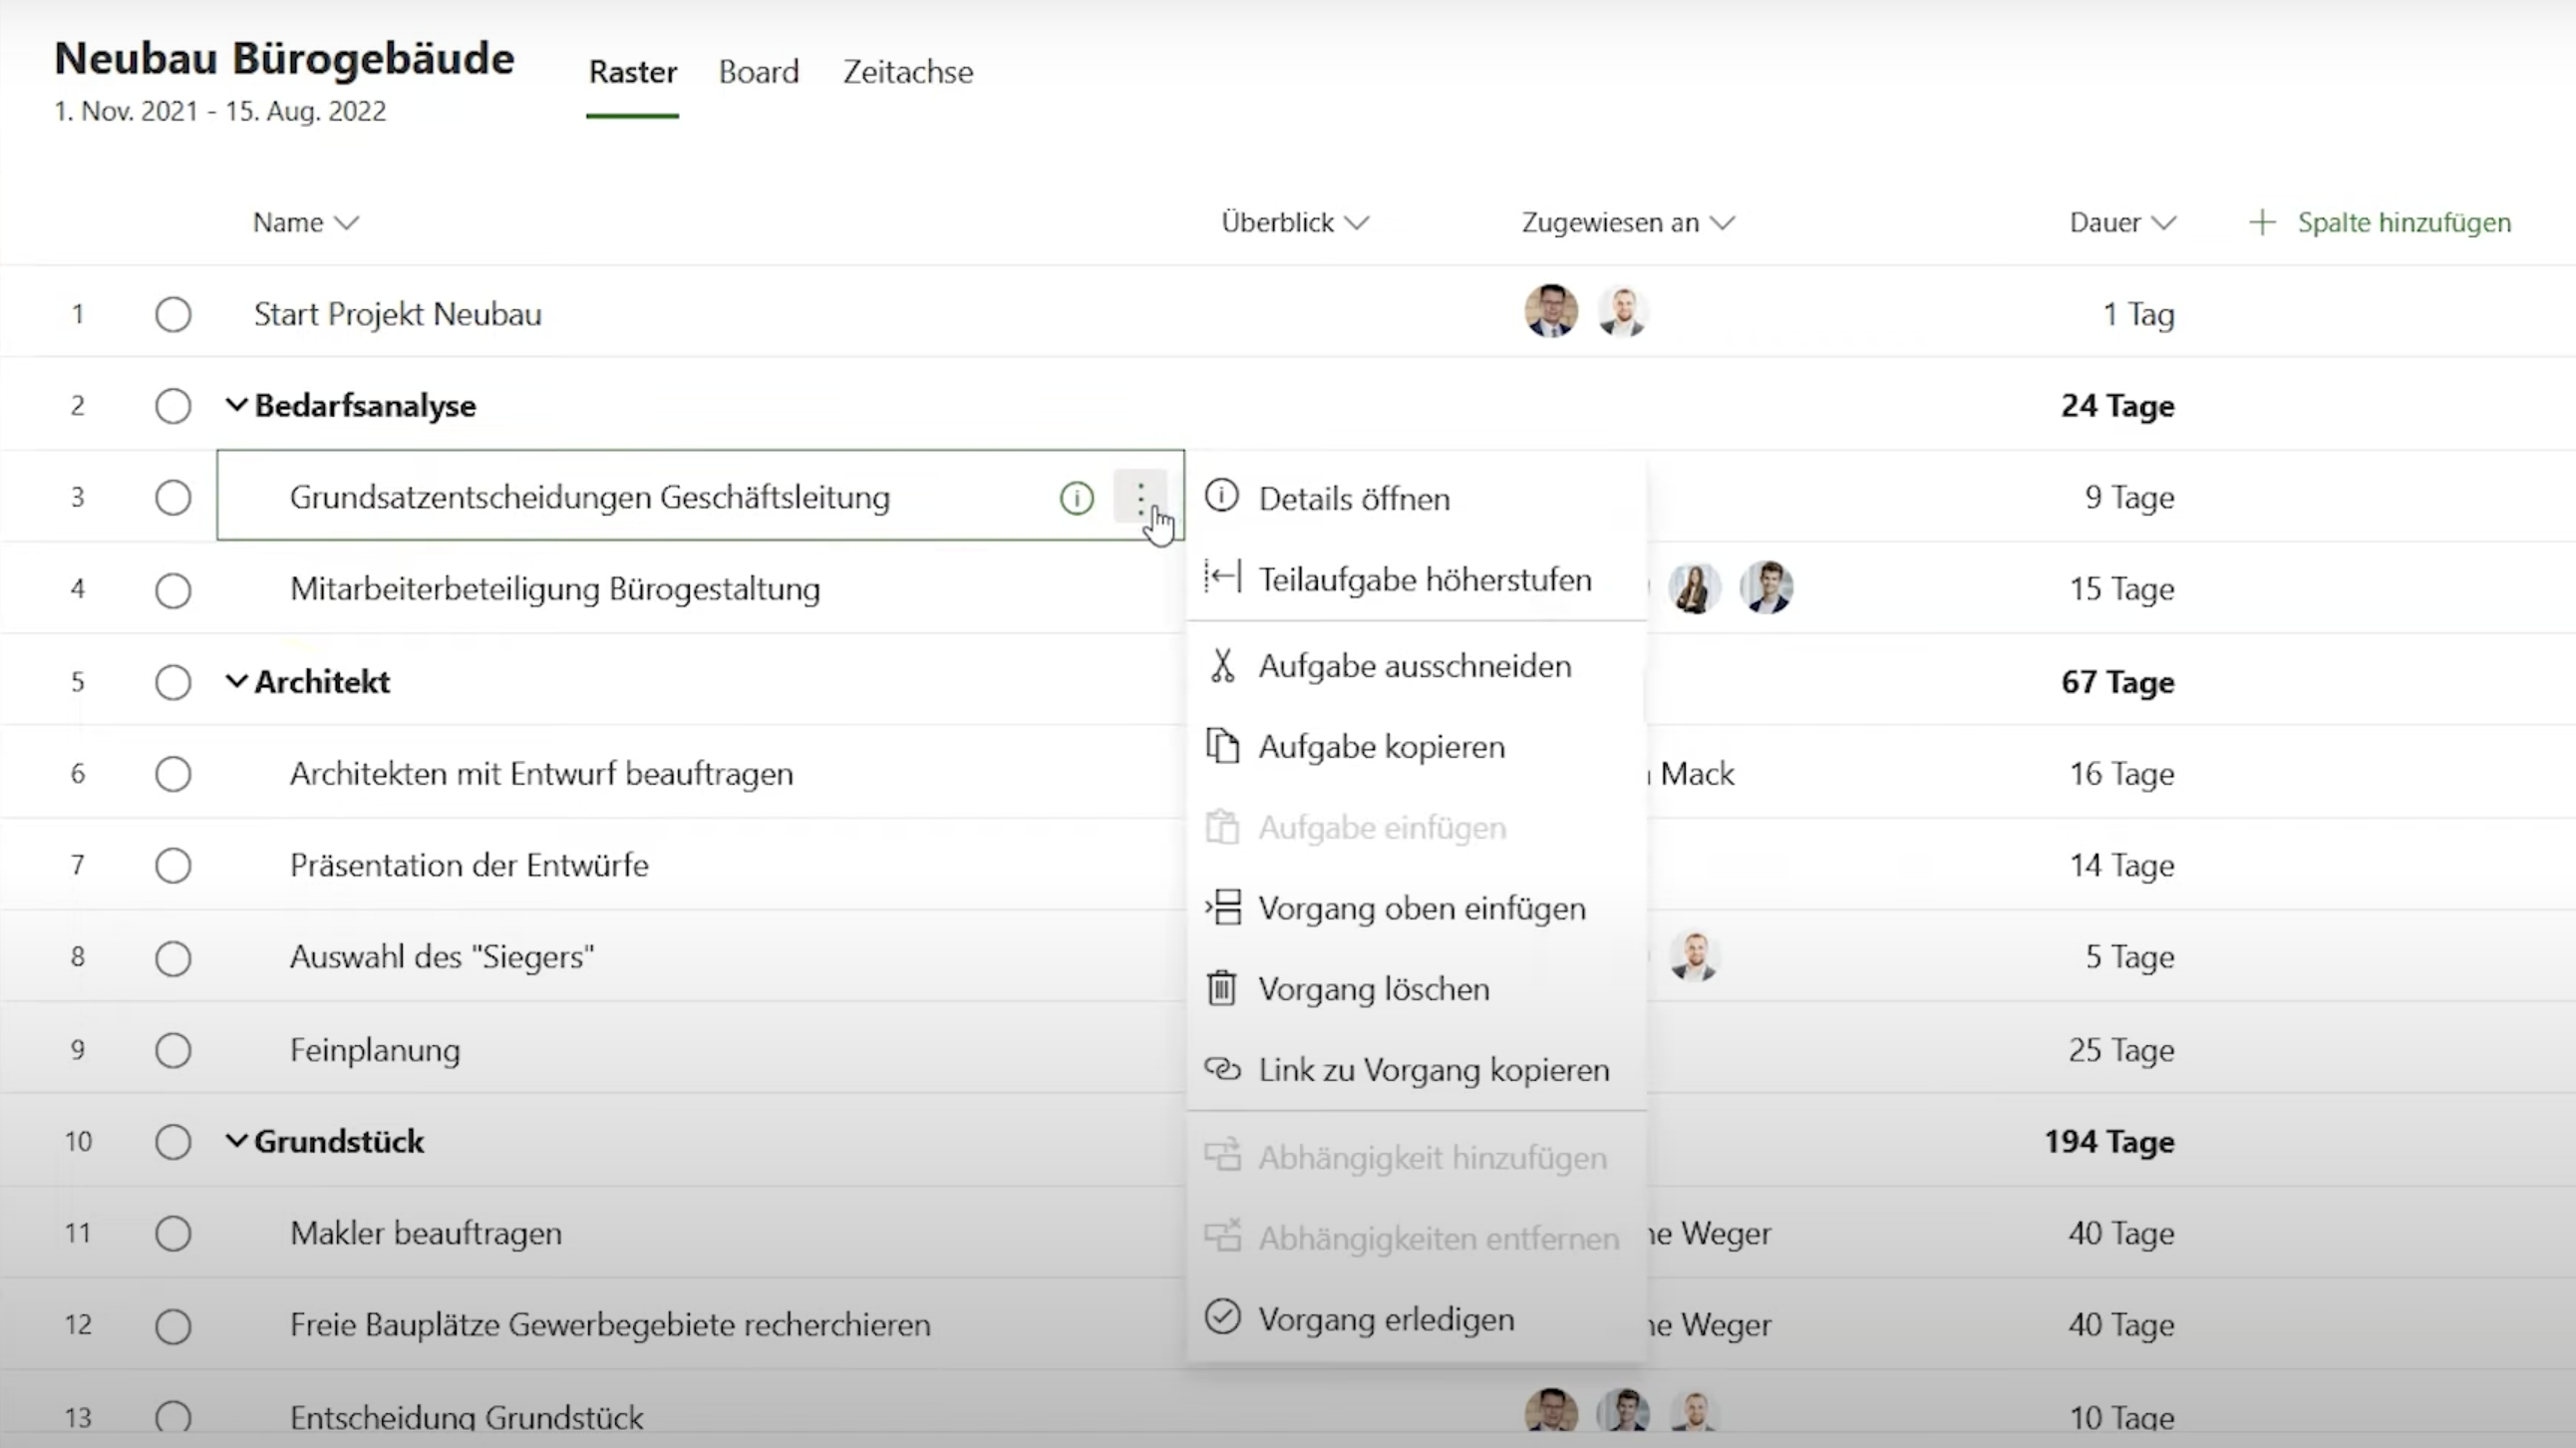 Neubau Bürogebäude
1. Nov. 2021 - 15. Aug. 2022
Raster Board Zeitachse
Name Überblick Zugewiesen an Dauer Spalte hinzufügen
1 Start Projekt Neubau 1 Tag
2 Bedarfsanalyse 24 Tage
3 Grundsatzentscheidungen Geschäftsleitung 9 Tage
4 Mitarbeiterbeteiligung Bürogestaltung 15 Tage
5 Architekt 67 Tage
6 Architekten mit Entwurf beauftragen Mack 16 Tage
7 Präsentation der Entwürfe 14 Tage
8 Auswahl des "Siegers" 5 Tage
9 Feinplanung 25 Tage
10 Grundstück 194 Tage
11 Makler beauftragen Weger 40 Tage
12 Freie Bauplätze Gewerbegebiete recherchieren Weger 40 Tage
13 Entscheidung Grundstück 10 Tage
Details öffnen
Teilaufgabe höherstufen
Aufgabe ausschneiden
Aufgabe kopieren
Aufgabe einfügen
Vorgang oben einfügen
Vorgang löschen
Link zu Vorgang kopieren
Abhängigkeit hinzufügen
Abhängigkeiten entfernen
Vorgang erledigen